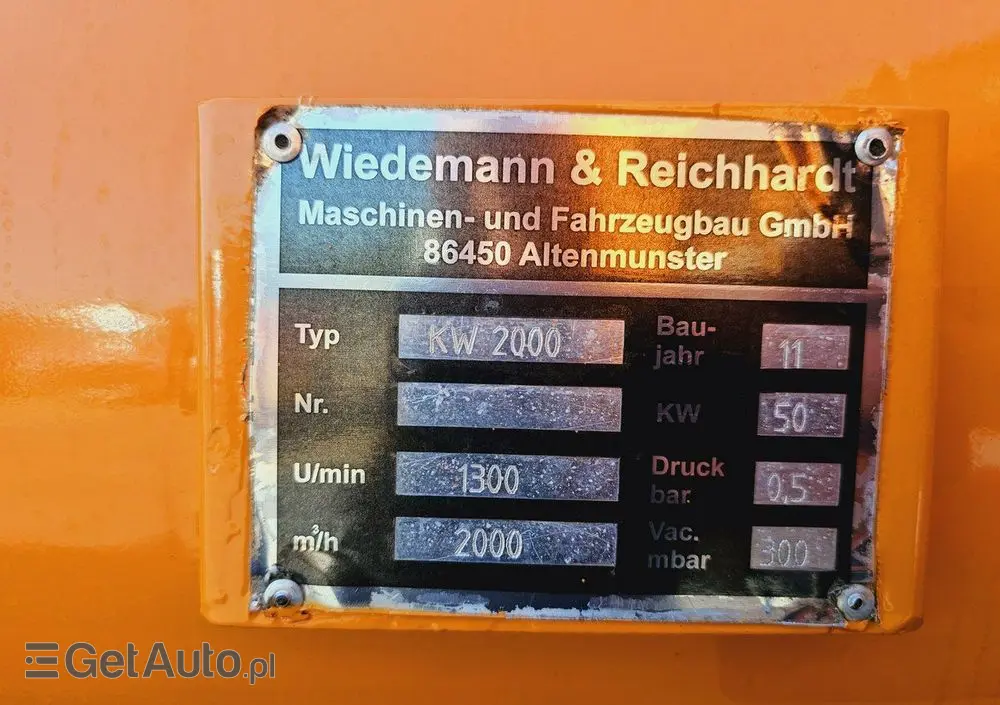 Wiedemann & Reichhardt
Maschinen- und Fahrzeugbau GmbH
86450 Altenmunster
Typ KW 2000
Bau-
jahr 11
Nr.
KW 50
U/min 1300
Druck
bar 0,5
m³/h 2000
Vac.
mbar 300
GetAuto.pl